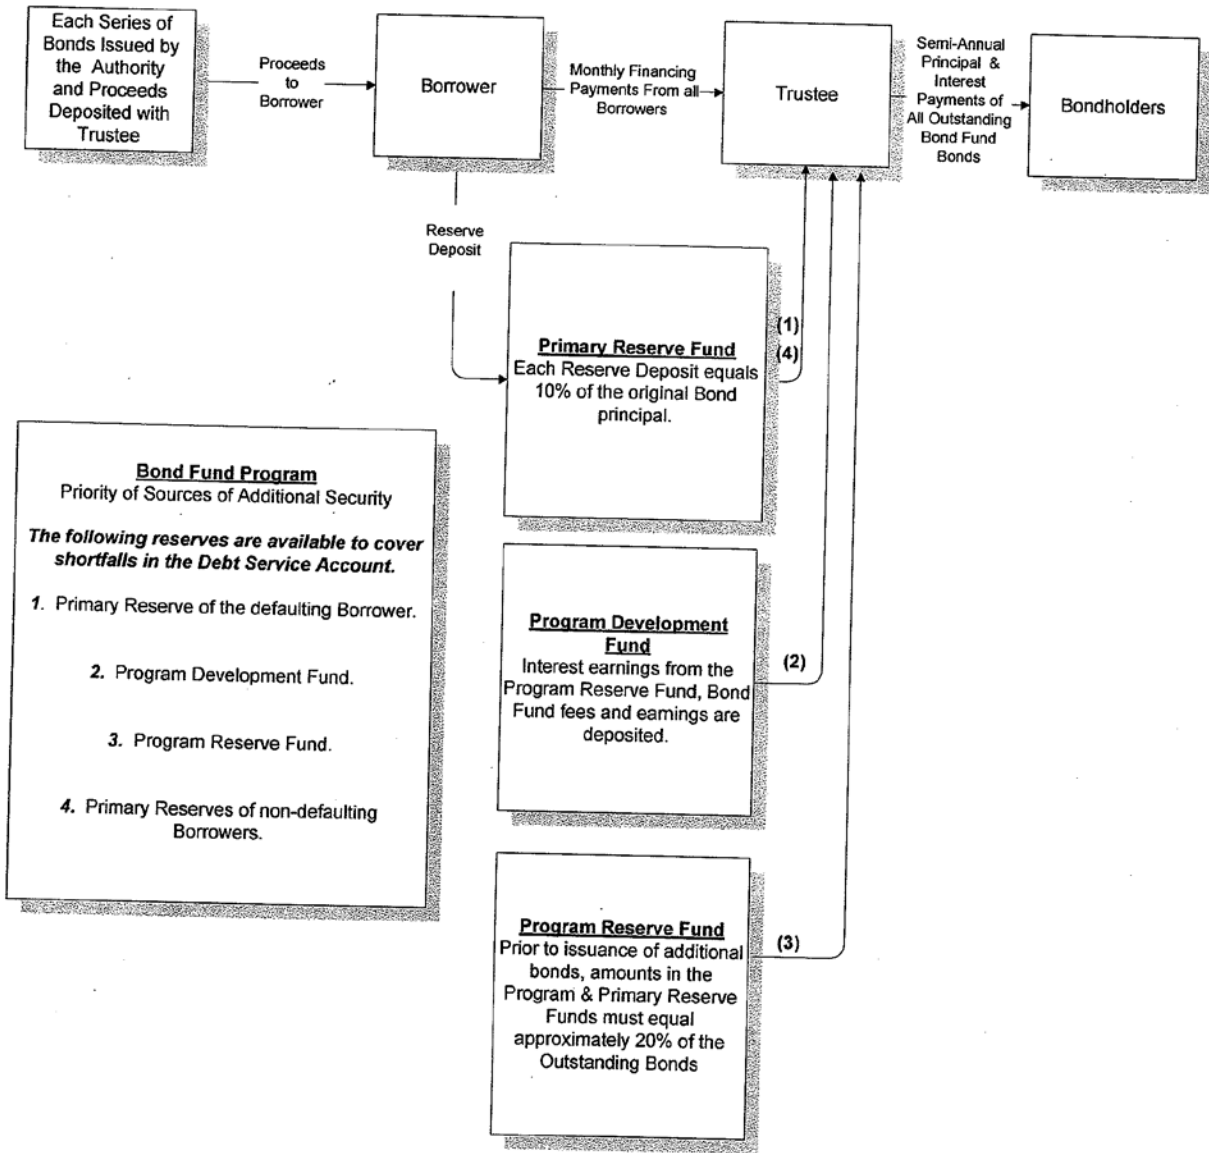 Each Series of
Bonds Issued by
the Authority
and Proceeds
Deposited with
Trustee
Proceeds
to
Borrower
Borrower
Monthly Financing
Payments From all
Borrowers
Trustee
Semi-Annual
Principal &
Interest
Payments of
All Outstanding
Bond Fund
Bonds
Bondholders
Reserve
Deposit
Primary Reserve Fund
Each Reserve Deposit equals
10% of the original Bond
principal.
(1)
(4)
Bond Fund Program
Priority of Sources of Additional Security
The following reserves are available to cover
shortfalls in the Debt Service Account.
1. Primary Reserve of the defaulting Borrower.
2. Program Development Fund.
3. Program Reserve Fund.
4. Primary Reserves of non-defaulting
Borrowers.
Program Development
Fund
Interest earnings from the
Program Reserve Fund, Bond
Fund fees and earnings are
deposited.
(2)
Program Reserve Fund
Prior to issuance of additional
bonds, amounts in the
Program & Primary Reserve
Funds must equal
approximately 20% of the
Outstanding Bonds
(3)